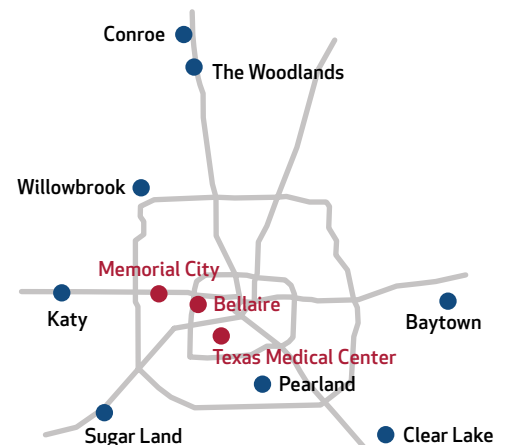 Conroe
The Woodlands
Willowbrook
Memorial City
Bellaire
Katy
Baytown
Texas Medical Center
Pearland
Sugar Land
Clear Lake